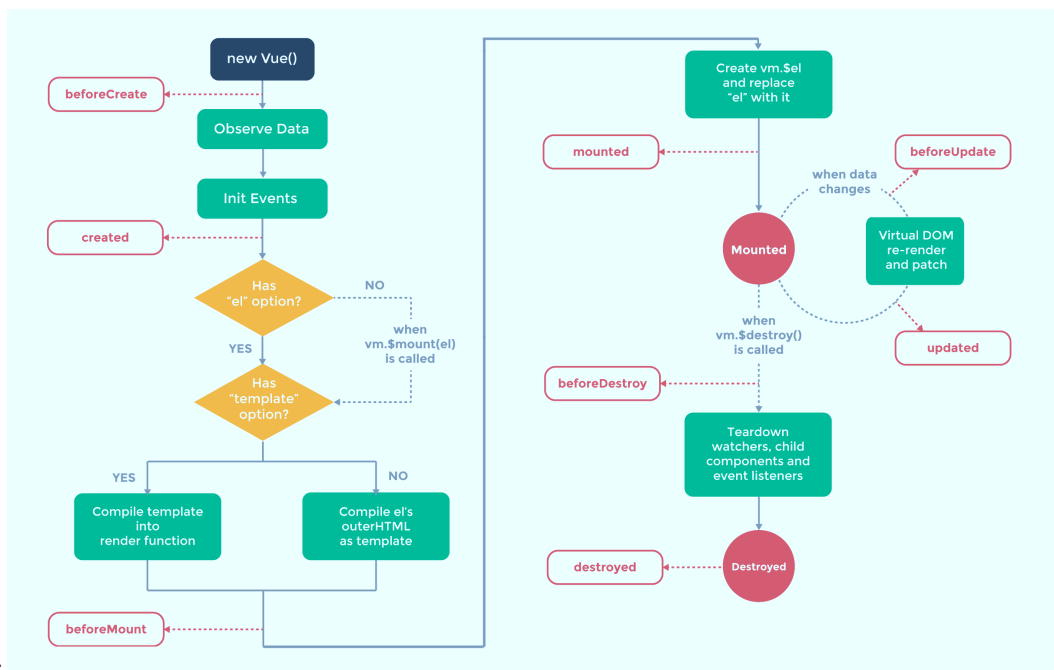 new Vue()
beforeCreate
Observe Data
Init Events
created
Has
“el” option?
NO
when
vm.$mount(el)
is called
YES
Has
“template”
option?
YES
NO
Compile template
into
render function
Compile el’s
outerHTML
as template
beforeMount
Create vm.$el
and replace
“el” with it
mounted
beforeUpdate
when data
changes
Mounted
Virtual DOM
re-render
and patch
updated
when
vm.$destroy()
is called
beforeDestroy
Teardown
watchers, child
components and
event listeners
destroyed
Destroyed